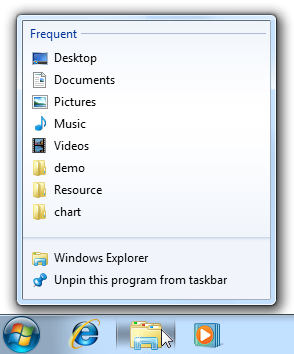 Frequent
Desktop
Documents
Pictures
Music
Videos
demo
Resource
chart
Windows Explorer
Unpin this program from taskbar